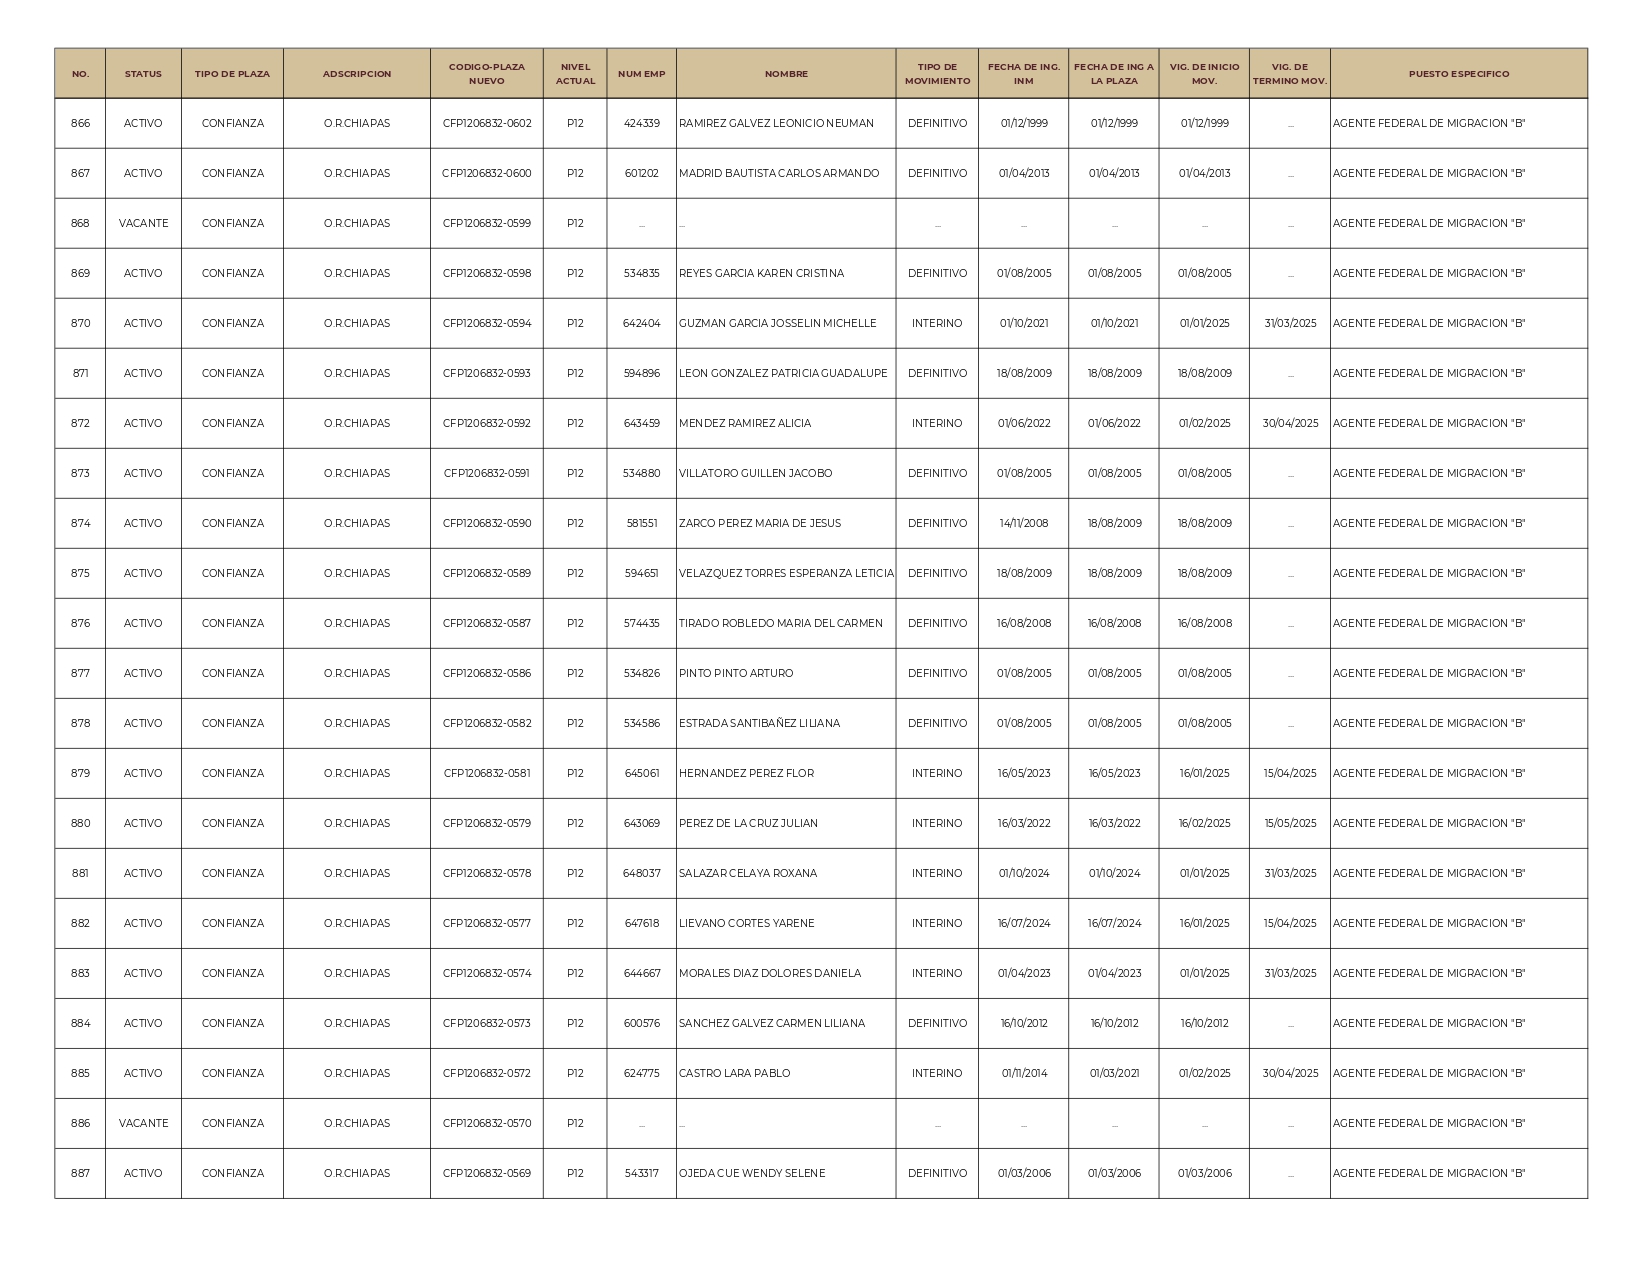 NO. STATUS TIPO DE PLAZA ADSCRIPCION CODIGO-PLAZA NUEVO NIVEL ACTUAL NUM EMP NOMBRE TIPO DE MOVIMIENTO FECHA DE ING. INM FECHA DE ING A LA PLAZA VIG. DE INICIO MOV. VIG. DE TERMINO MOV. PUESTO ESPECIFICO
866 ACTIVO CONFIANZA O.R.CHIAPAS CFP1206832-0602 P12 424339 RAMIREZ GALVEZ LEONICIO NEUMAN DEFINITIVO 01/12/1999 01/12/1999 01/12/1999 ... AGENTE FEDERAL DE MIGRACION "B"
867 ACTIVO CONFIANZA O.R.CHIAPAS CFP1206832-0600 P12 601202 MADRID BAUTISTA CARLOS ARMANDO DEFINITIVO 01/04/2013 01/04/2013 01/04/2013 ... AGENTE FEDERAL DE MIGRACION "B"
868 VACANTE CONFIANZA O.R.CHIAPAS CFP1206832-0599 P12 ... ... ... ... ... ... ... AGENTE FEDERAL DE MIGRACION "B"
869 ACTIVO CONFIANZA O.R.CHIAPAS CFP1206832-0598 P12 534835 REYES GARCIA KAREN CRISTINA DEFINITIVO 01/08/2005 01/08/2005 01/08/2005 ... AGENTE FEDERAL DE MIGRACION "B"
870 ACTIVO CONFIANZA O.R.CHIAPAS CFP1206832-0594 P12 642404 GUZMAN GARCIA JOSSELIN MICHELLE INTERINO 01/10/2021 01/10/2021 01/01/2025 31/03/2025 AGENTE FEDERAL DE MIGRACION "B"
871 ACTIVO CONFIANZA O.R.CHIAPAS CFP1206832-0593 P12 594896 LEON GONZALEZ PATRICIA GUADALUPE DEFINITIVO 18/08/2009 18/08/2009 18/08/2009 ... AGENTE FEDERAL DE MIGRACION "B"
872 ACTIVO CONFIANZA O.R.CHIAPAS CFP1206832-0592 P12 643459 MENDEZ RAMIREZ ALICIA INTERINO 01/06/2022 01/06/2022 01/02/2025 30/04/2025 AGENTE FEDERAL DE MIGRACION "B"
873 ACTIVO CONFIANZA O.R.CHIAPAS CFP1206832-0591 P12 534880 VILLATORO GUILLEN JACOBO DEFINITIVO 01/08/2005 01/08/2005 01/08/2005 ... AGENTE FEDERAL DE MIGRACION "B"
874 ACTIVO CONFIANZA O.R.CHIAPAS CFP1206832-0590 P12 581551 ZARCO PEREZ MARIA DE JESUS DEFINITIVO 14/11/2008 18/08/2009 18/08/2009 ... AGENTE FEDERAL DE MIGRACION "B"
875 ACTIVO CONFIANZA O.R.CHIAPAS CFP1206832-0589 P12 594651 VELAZQUEZ TORRES ESPERANZA LETICIA DEFINITIVO 18/08/2009 18/08/2009 18/08/2009 ... AGENTE FEDERAL DE MIGRACION "B"
876 ACTIVO CONFIANZA O.R.CHIAPAS CFP1206832-0587 P12 574435 TIRADO ROBLEDO MARIA DEL CARMEN DEFINITIVO 16/08/2008 16/08/2008 16/08/2008 ... AGENTE FEDERAL DE MIGRACION "B"
877 ACTIVO CONFIANZA O.R.CHIAPAS CFP1206832-0586 P12 534826 PINTO PINTO ARTURO DEFINITIVO 01/08/2005 01/08/2005 01/08/2005 ... AGENTE FEDERAL DE MIGRACION "B"
878 ACTIVO CONFIANZA O.R.CHIAPAS CFP1206832-0582 P12 534586 ESTRADA SANTIBAÑEZ LILIANA DEFINITIVO 01/08/2005 01/08/2005 01/08/2005 ... AGENTE FEDERAL DE MIGRACION "B"
879 ACTIVO CONFIANZA O.R.CHIAPAS CFP1206832-0581 P12 645061 HERNANDEZ PEREZ FLOR INTERINO 16/05/2023 16/05/2023 16/01/2025 15/04/2025 AGENTE FEDERAL DE MIGRACION "B"
880 ACTIVO CONFIANZA O.R.CHIAPAS CFP1206832-0579 P12 643069 PEREZ DE LA CRUZ JULIAN INTERINO 16/03/2022 16/03/2022 16/02/2025 15/05/2025 AGENTE FEDERAL DE MIGRACION "B"
881 ACTIVO CONFIANZA O.R.CHIAPAS CFP1206832-0578 P12 648037 SALAZAR CELAYA ROXANA INTERINO 01/10/2024 01/10/2024 01/01/2025 31/03/2025 AGENTE FEDERAL DE MIGRACION "B"
882 ACTIVO CONFIANZA O.R.CHIAPAS CFP1206832-0577 P12 647618 LIEVANO CORTES YARENE INTERINO 16/07/2024 16/07/2024 16/01/2025 15/04/2025 AGENTE FEDERAL DE MIGRACION "B"
883 ACTIVO CONFIANZA O.R.CHIAPAS CFP1206832-0574 P12 644667 MORALES DIAZ DOLORES DANIELA INTERINO 01/04/2023 01/04/2023 01/01/2025 31/03/2025 AGENTE FEDERAL DE MIGRACION "B"
884 ACTIVO CONFIANZA O.R.CHIAPAS CFP1206832-0573 P12 600576 SANCHEZ GALVEZ CARMEN LILIANA DEFINITIVO 16/10/2012 16/10/2012 16/10/2012 ... AGENTE FEDERAL DE MIGRACION "B"
885 ACTIVO CONFIANZA O.R.CHIAPAS CFP1206832-0572 P12 624775 CASTRO LARA PABLO INTERINO 01/11/2014 01/03/2021 01/02/2025 30/04/2025 AGENTE FEDERAL DE MIGRACION "B"
886 VACANTE CONFIANZA O.R.CHIAPAS CFP1206832-0570 P12 ... ... ... ... ... ... ... AGENTE FEDERAL DE MIGRACION "B"
887 ACTIVO CONFIANZA O.R.CHIAPAS CFP1206832-0569 P12 543317 OJEDA CUE WENDY SELENE DEFINITIVO 01/03/2006 01/03/2006 01/03/2006 ... AGENTE FEDERAL DE MIGRACION "B"